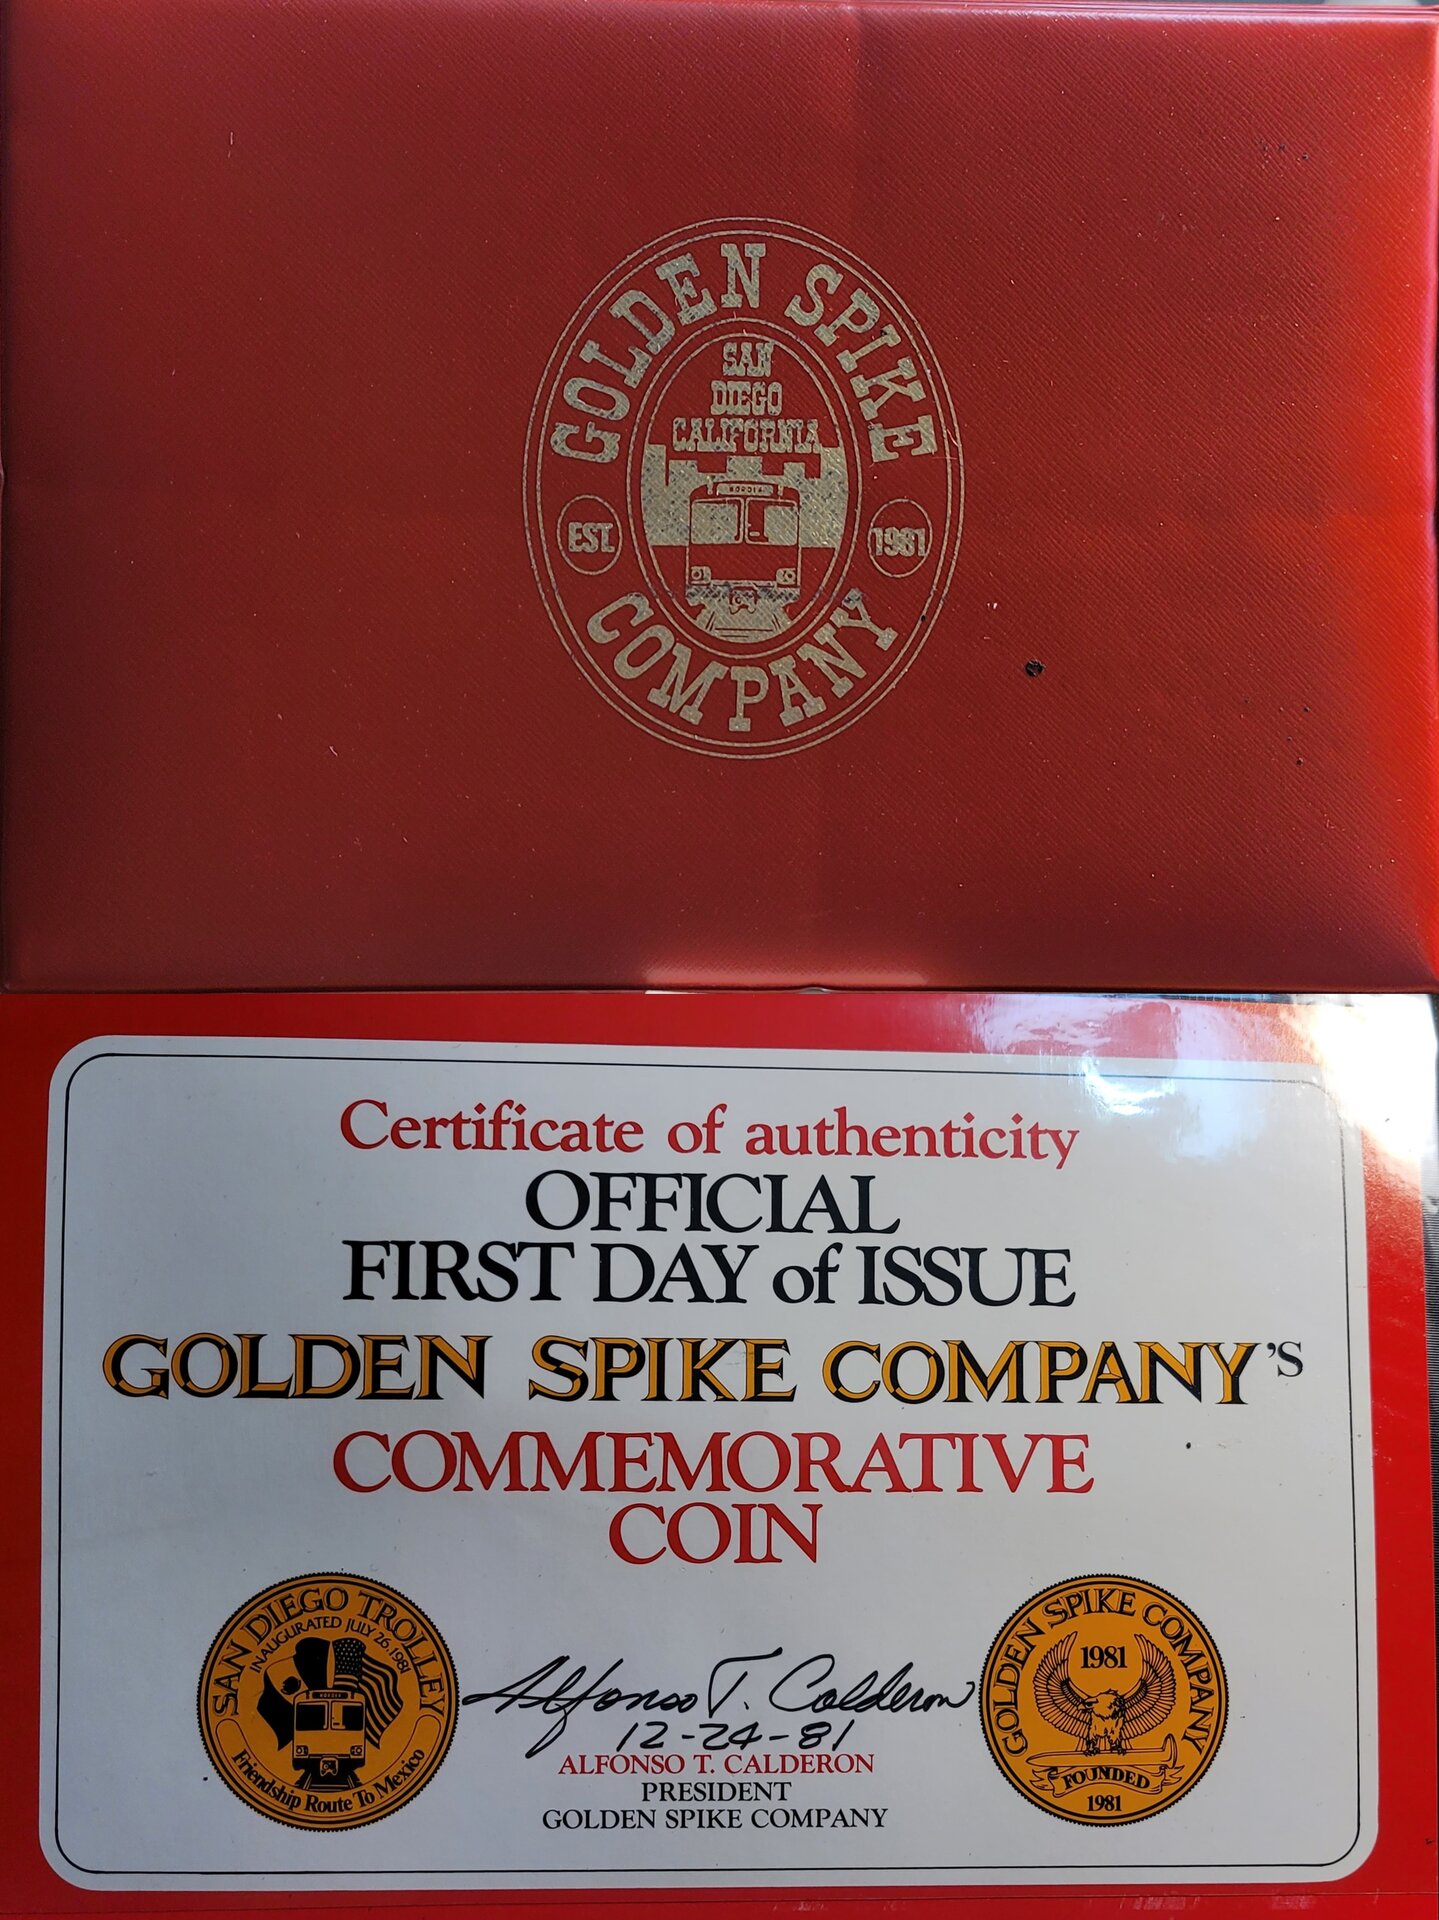 GOLDEN SPIKE
SAN
DIEGO
CALIFORNIA
EST.
1981
COMPANY
Certificate of authenticity
OFFICIAL
FIRST DAY of ISSUE
GOLDEN SPIKE COMPANY'S
COMMEMORATIVE
COIN
SAN DIEGO TROLLEY
INAUGURATED JULY 26, 1981
Friendship Route To Mexico
Alfonso T. Calderon
12-24-81
ALFONSO T. CALDERON
PRESIDENT
GOLDEN SPIKE COMPANY
GOLDEN SPIKE COMPANY
1981
FOUNDED
1981